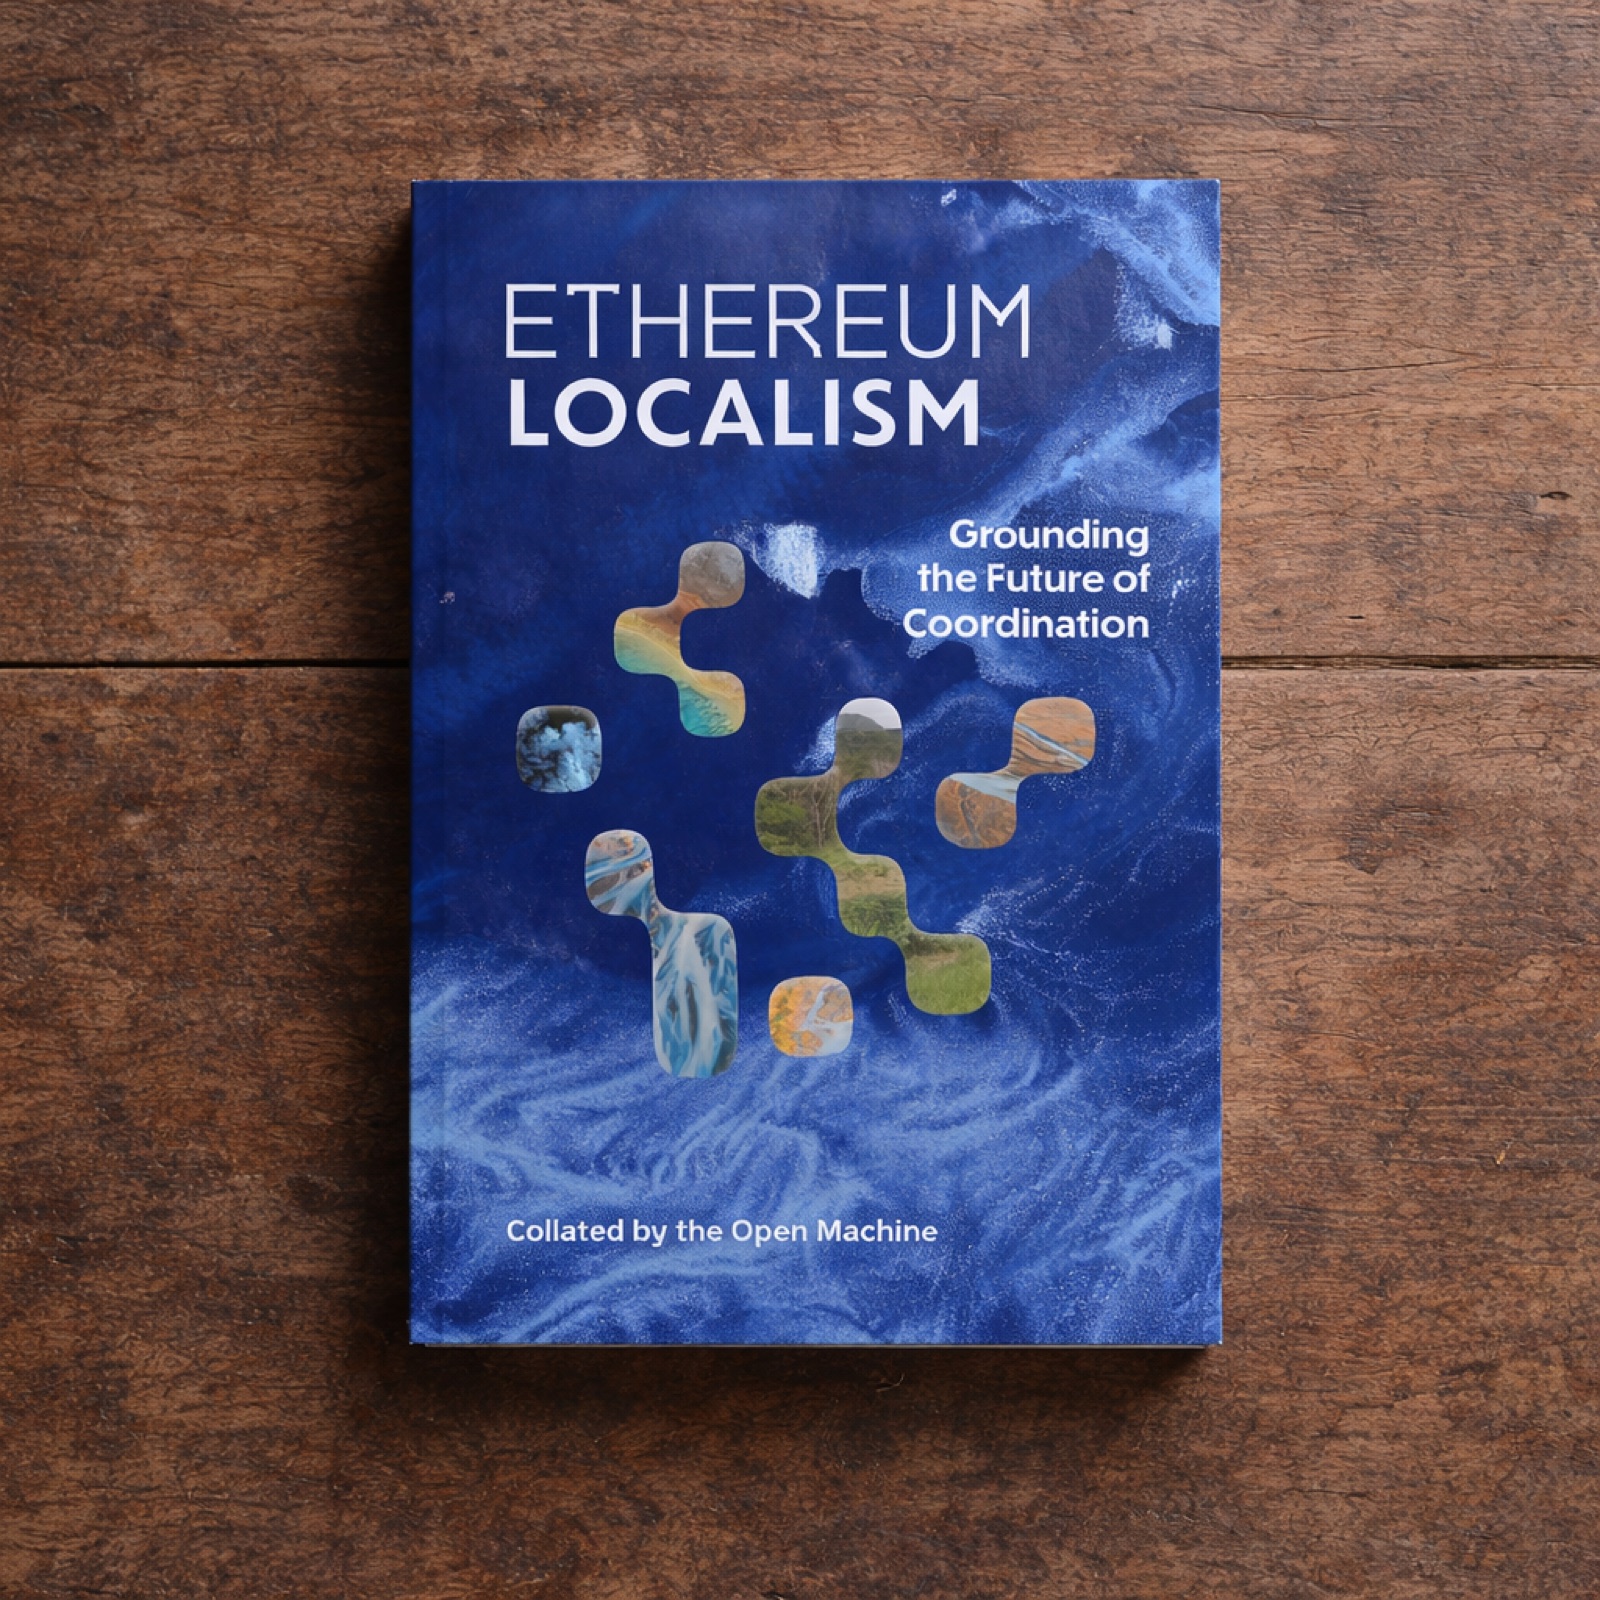 ETHEREUM
LOCALISM
Grounding
the Future of
Coordination
Collated by the Open Machine